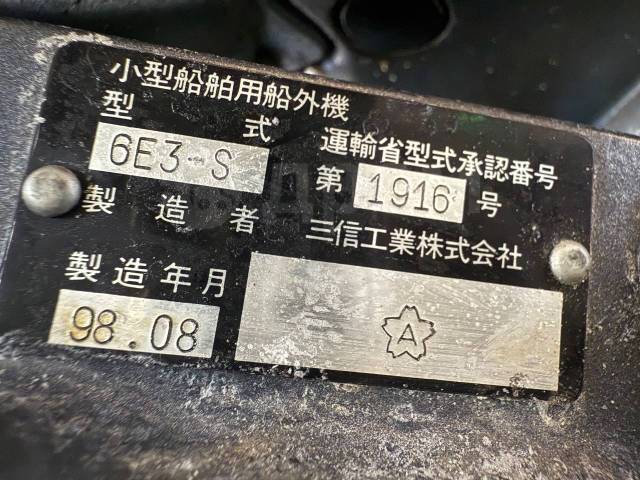 小型船舶用船外機
型式 運輸省型式承認番号
6E3-S 第 1916 号
製造者 三信工業株式会社
製造年月
98.08 A